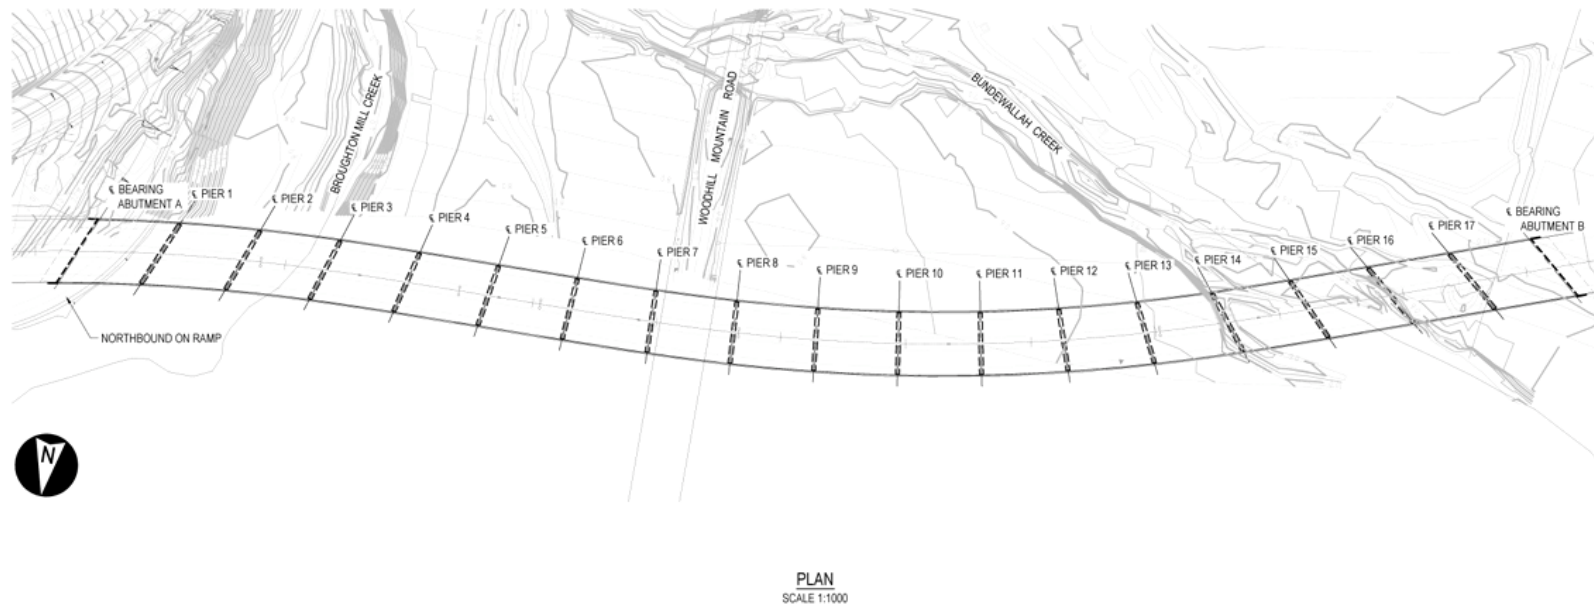 BROUGHTON MILL CREEK
WOODHILL MOUNTAIN ROAD
BUNDEWALLAH CREEK
℄ BEARING
ABUTMENT A
℄ PIER 1
℄ PIER 2
℄ PIER 3
℄ PIER 4
℄ PIER 5
℄ PIER 6
℄ PIER 7
℄ PIER 8
℄ PIER 9
℄ PIER 10
℄ PIER 11
℄ PIER 12
℄ PIER 13
℄ PIER 14
℄ PIER 15
℄ PIER 16
℄ PIER 17
℄ BEARING
ABUTMENT B
NORTHBOUND ON RAMP
N
PLAN
SCALE 1:1000